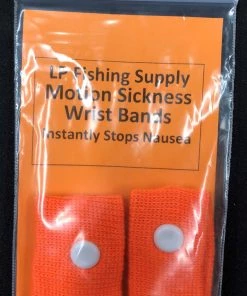 LP Fishing Supply
Motion Sickness
Wrist Bands
Instantly Stops Nausea